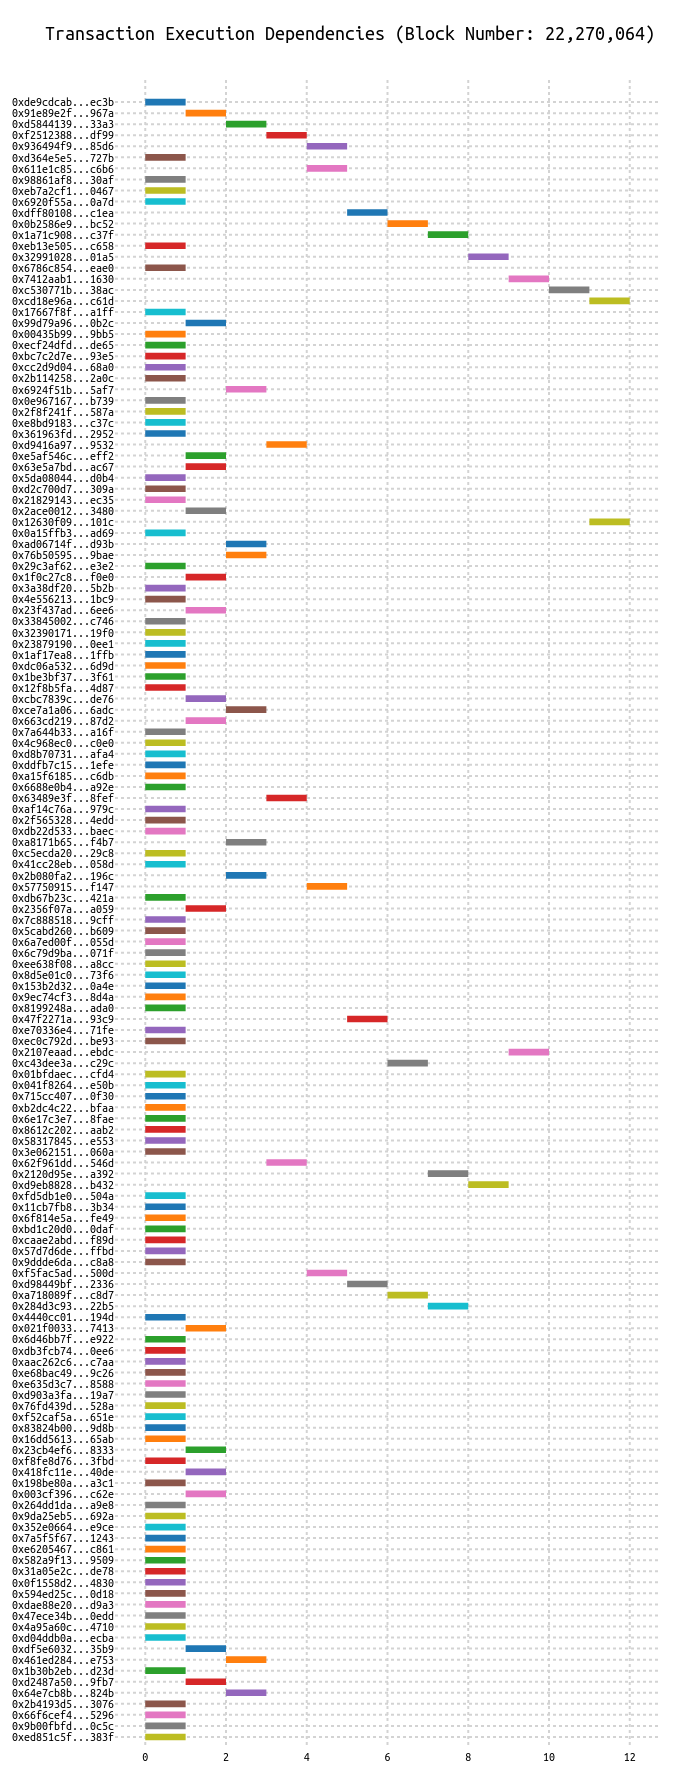 Transaction Execution Dependencies (Block Number: 22,270,064)
0xde9cdcab...ec3b
0x91e89e2f...967a
0xd5844139...33a3
0xf2512388...df99
0x936494f9...85d6
0xd364e5e5...727b
0x611e1c85...c6b6
0x98861af8...30af
0xeb7a2cf1...0467
0x6920f55a...0a7d
0xdff80108...c1ea
0x0b2586e9...bc52
0x1a71c908...c37f
0xeb13e505...c658
0x32991028...01a5
0x6786c854...eae0
0x7412aab1...1630
0xc530771b...38ac
0xcd18e96a...c61d
0x17667f8f...a1ff
0x99d79a96...0b2c
0x00435b99...9bb5
0xecf24dfd...de65
0xbc7c2d7e...93e5
0xcc2d9d04...68a0
0x2b114258...2a0c
0x6924f51b...5af7
0x0e967167...b739
0x2f8f241f...587a
0xe8bd9183...c37c
0x361963fd...2952
0xd9416a97...9532
0xe5af546c...eff2
0x63e5a7bd...ac67
0x5da08044...d0b4
0xd2c700d7...309a
0x21829143...ec35
0x2ace0012...3480
0x12630f09...101c
0x0a15ffb3...ad69
0xad06714f...d93b
0x76b50595...9bae
0x29c3af62...e3e2
0x1f0c27c8...f0e0
0x3a38df20...5b2b
0x4e556213...1bc9
0x23f437ad...6ee6
0x33845002...c746
0x32390171...19f0
0x23879190...0ee1
0x1af17ea8...1ffb
0xdc06a532...6d9d
0x1be3bf37...3f61
0x12f8b5fa...4d87
0xcbc7839c...de76
0xce7a1a06...6adc
0x663cd219...87d2
0x7a644b33...a16f
0x4c968ec0...c0e0
0xd8b70731...afa4
0xddfb7c15...1efe
0xa15f6185...c6db
0x6688e0b4...a92e
0x63489e3f...8fef
0xaf14c76a...979c
0x2f565328...4edd
0xdb22d533...baec
0xa8171b65...f4b7
0xc5ecda20...29c8
0x41cc28eb...058d
0x2b080fa2...196c
0x57750915...f147
0xdb67b23c...421a
0x2356f07a...a059
0x7c888518...9cff
0x5cabd260...b609
0x6a7ed00f...055d
0x6c79d9ba...071f
0xee638f08...a8cc
0x8d5e01c0...73f6
0x153b2d32...0a4e
0x9ec74cf3...8d4a
0x8199248a...ada0
0x47f2271a...93c9
0xe70336e4...71fe
0xec0c792d...be93
0x2107eaad...ebdc
0xc43dee3a...c29c
0x01bfdaec...cfd4
0x041f8264...e50b
0x715cc407...0f30
0xb2dc4c22...bfaa
0x6e17c3e7...8fae
0x8612c202...aab2
0x58317845...e553
0x3e062151...060a
0x62f961dd...546d
0x2120d95e...a392
0xd9eb8828...b432
0xfd5db1e0...504a
0x11cb7fb8...3b34
0x6f814e5a...fe49
0xbd1c20d0...0daf
0xcaae2abd...f89d
0x57d7d6de...ffbd
0x9ddde6da...c8a8
0xf5fac5ad...500d
0xd98449bf...2336
0xa718089f...c8d7
0x284d3c93...22b5
0x4440cc01...194d
0x021f0033...7413
0x6d46bb7f...e922
0xdb3fcb74...0ee6
0xaac262c6...c7aa
0xe68bac49...9c26
0xe635d3c7...8588
0xd903a3fa...19a7
0x76fd439d...528a
0xf52caf5a...651e
0x83824b00...9d8b
0x16dd5613...65ab
0x23cb4ef6...8333
0xf8fe8d76...3fbd
0x418fc11e...40de
0x198be80a...a3c1
0x003cf396...c62e
0x264dd1da...a9e8
0x9da25eb5...692a
0x352e0664...e9ce
0x7a5f5f67...1243
0xe6205467...c861
0x582a9f13...9509
0x31a05e2c...de78
0x0f1558d2...4830
0x594ed25c...0d18
0xdae88e20...d9a3
0x47ece34b...0edd
0x4a95a60c...4710
0xd04ddb0a...ecba
0xdf5e6032...35b9
0x461ed284...e753
0x1b30b2eb...d23d
0xd2487a50...9fb7
0x64e7cb8b...824b
0x2b4193d5...3076
0x66f6cef4...5296
0x9b00fbfd...0c5c
0xed851c5f...383f
0 2 4 6 8 10 12